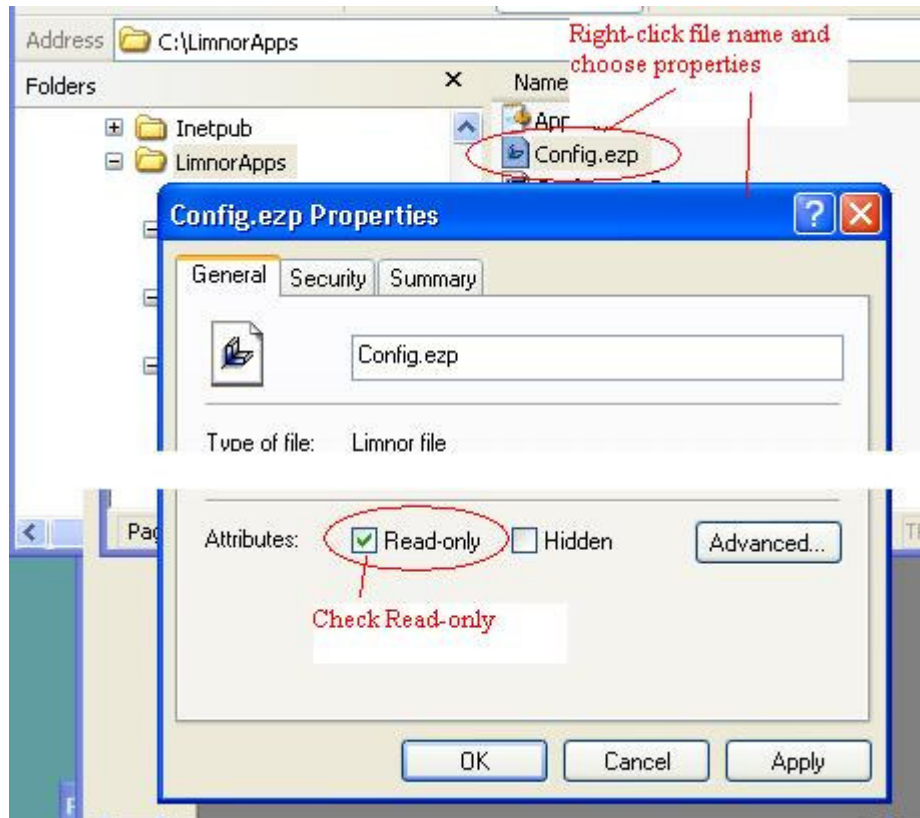 Address C:\LimnorApps
Right-click file name and
choose properties
Folders
Name
Inetpub
App
LimnorApps
Config.ezp
Config.ezp Properties
General Security Summary
Config.ezp
Type of file: Limnor file
Attributes: Read-only Hidden Advanced...
Check Read-only
OK Cancel Apply